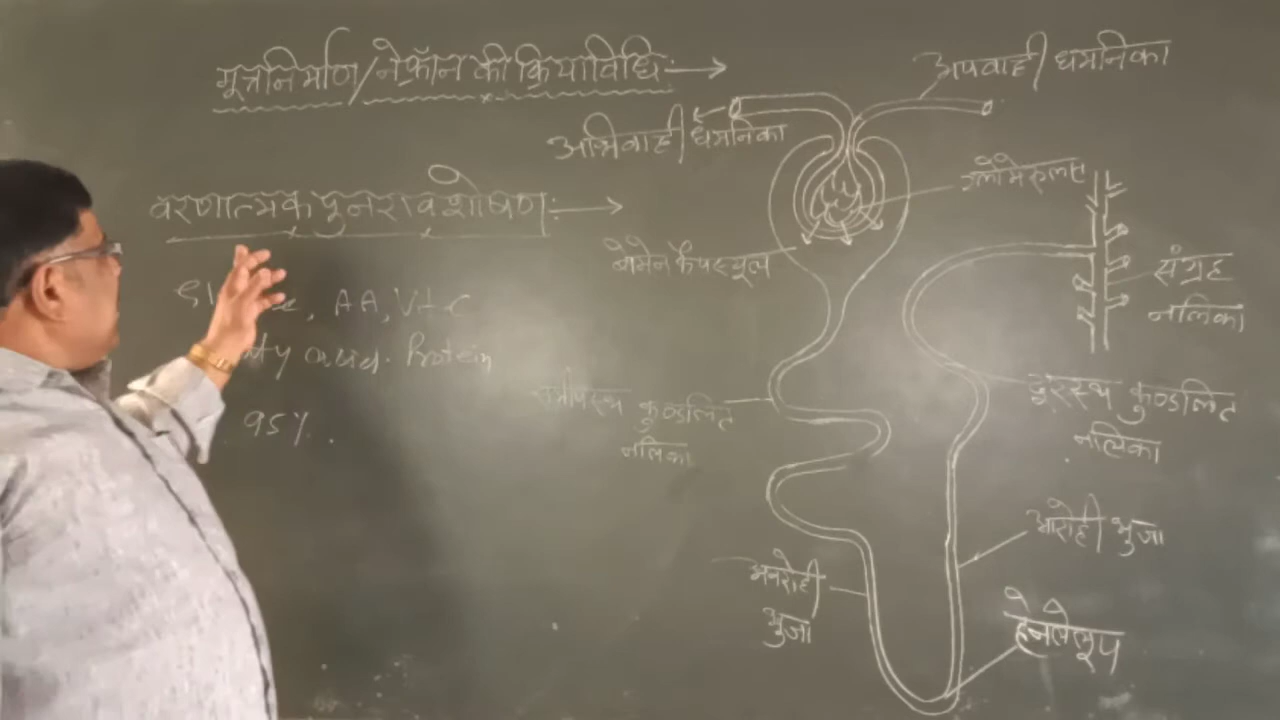 मूत्रनिर्माण/नेफ्रॉन की क्रियाविधि:→
वरणात्मक पुनरावशोषण:→
AA, Vit-C
Protein
95%.
अपवाही धमनिका
अभिवाही धमनिका
ग्लोमेरुलस
बोमेन कैपस्यूल
संग्रह
नलिका
समीपस्थ कुण्डलित
नलिका
दूरस्थ कुण्डलित
नलिका
आरोही भुजा
अवरोही
भुजा
हेनलेलूप